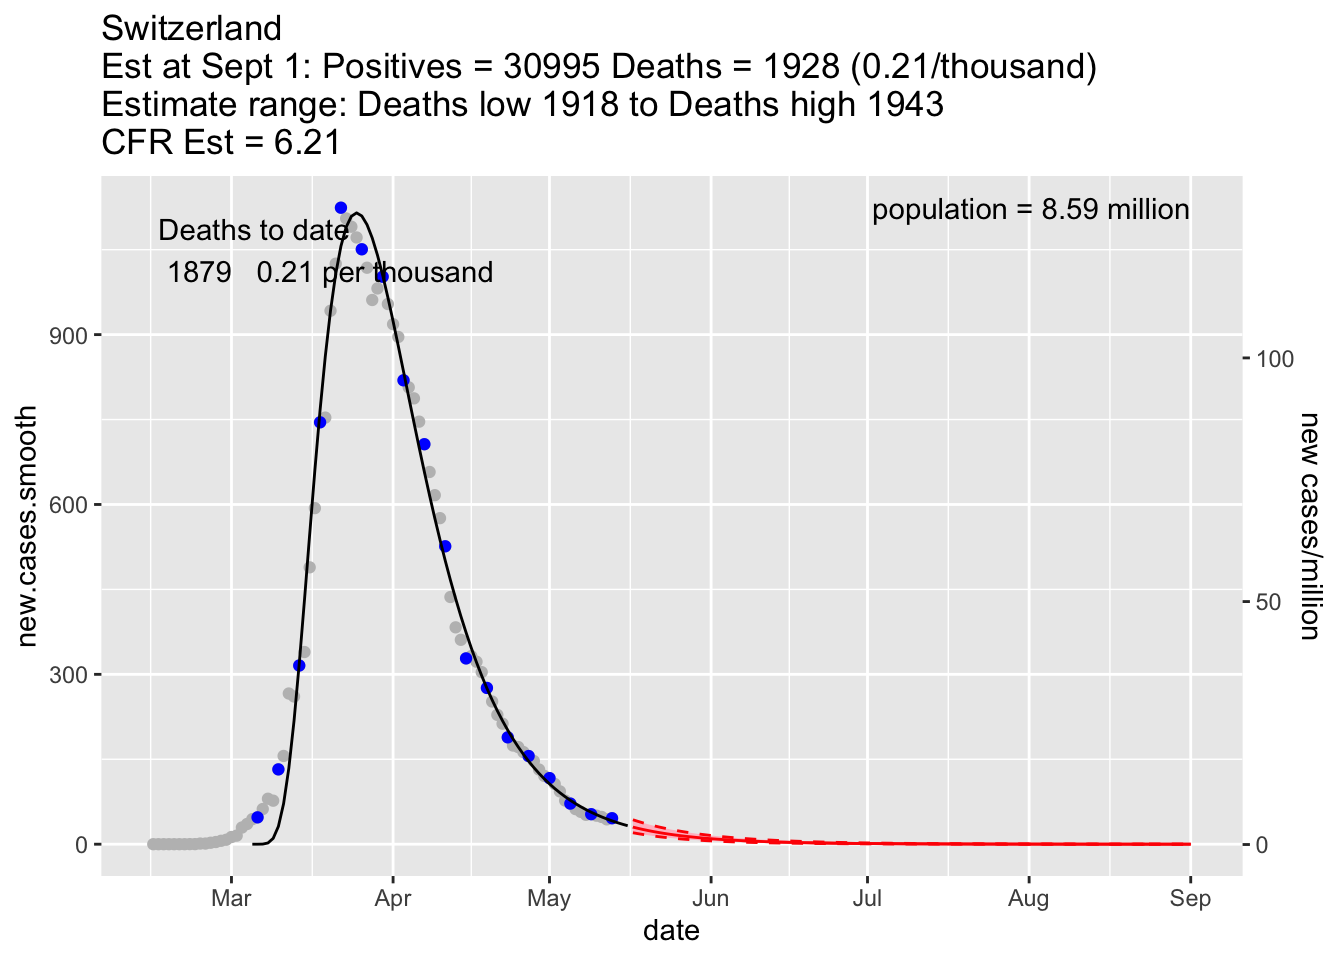 Switzerland
Est at Sept 1: Positives = 30995 Deaths = 1928 (0.21/thousand)
Estimate range: Deaths low 1918 to Deaths high 1943
CFR Est = 6.21
population = 8.59 million
Deaths to date
1879 0.21 per thousand
new.cases.smooth
900
600
300
0
new cases/million
100
50
0
Mar Apr May Jun Jul Aug Sep
date